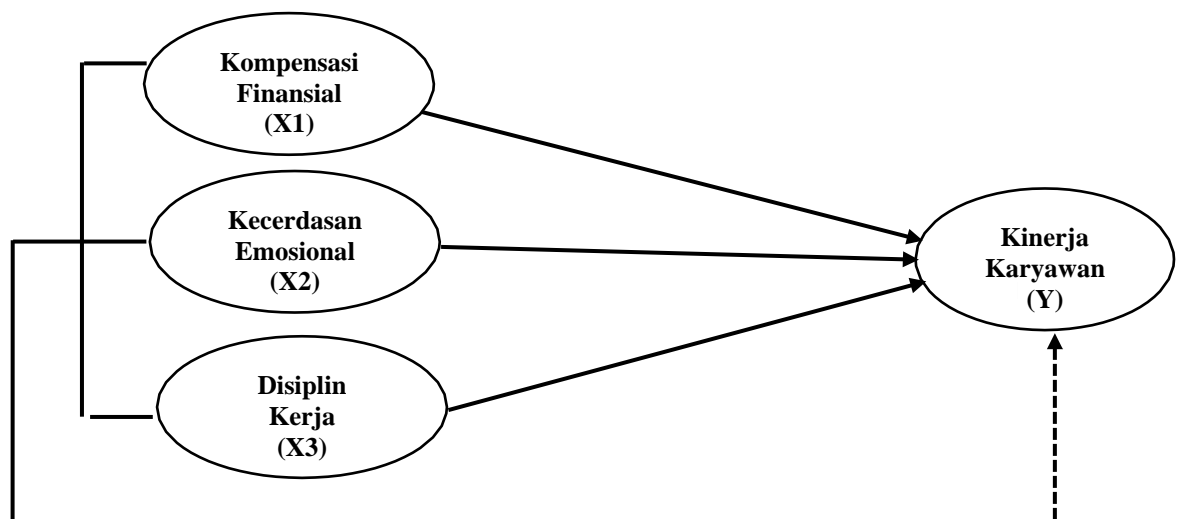 Kompensasi
Finansial
(X1)
Kecerdasan
Emosional
(X2)
Disiplin
Kerja
(X3)
Kinerja
Karyawan
(Y)